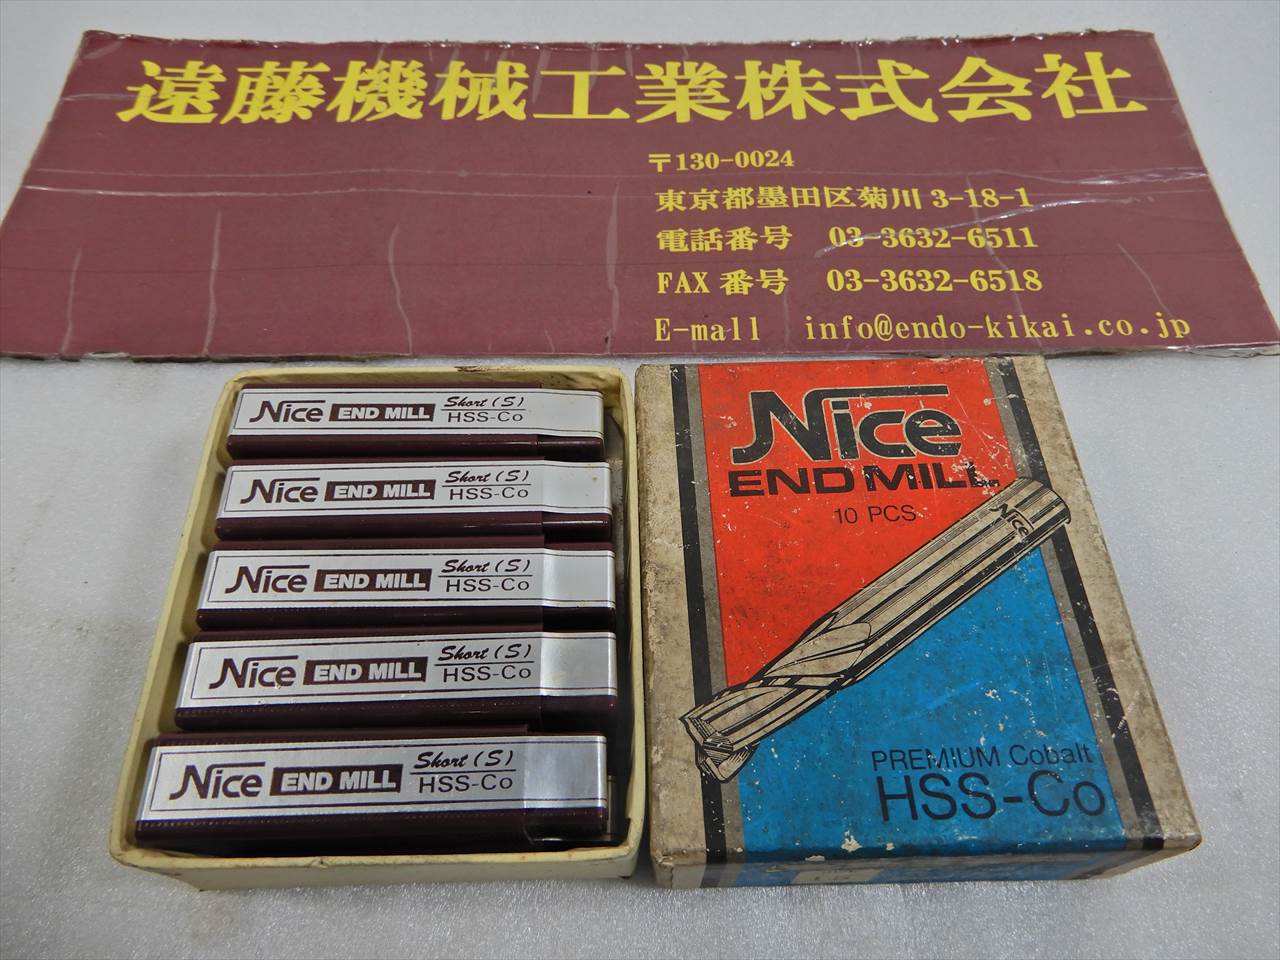 遠藤機械工業株式会社
〒130-0024
東京都墨田区菊川 3-18-1
電話番号 03-3632-6511
FAX 番号 03-3632-6518
E-mail info@endo-kikai.co.jp
Nice END MILL Short (S) HSS-Co
Nice END MILL Short (S) HSS-Co
Nice END MILL Short (S) HSS-Co
Nice END MILL Short (S) HSS-Co
Nice END MILL Short (S) HSS-Co
Nice
END MILL
10 PCS
Nice
PREMIUM Cobalt
HSS-Co